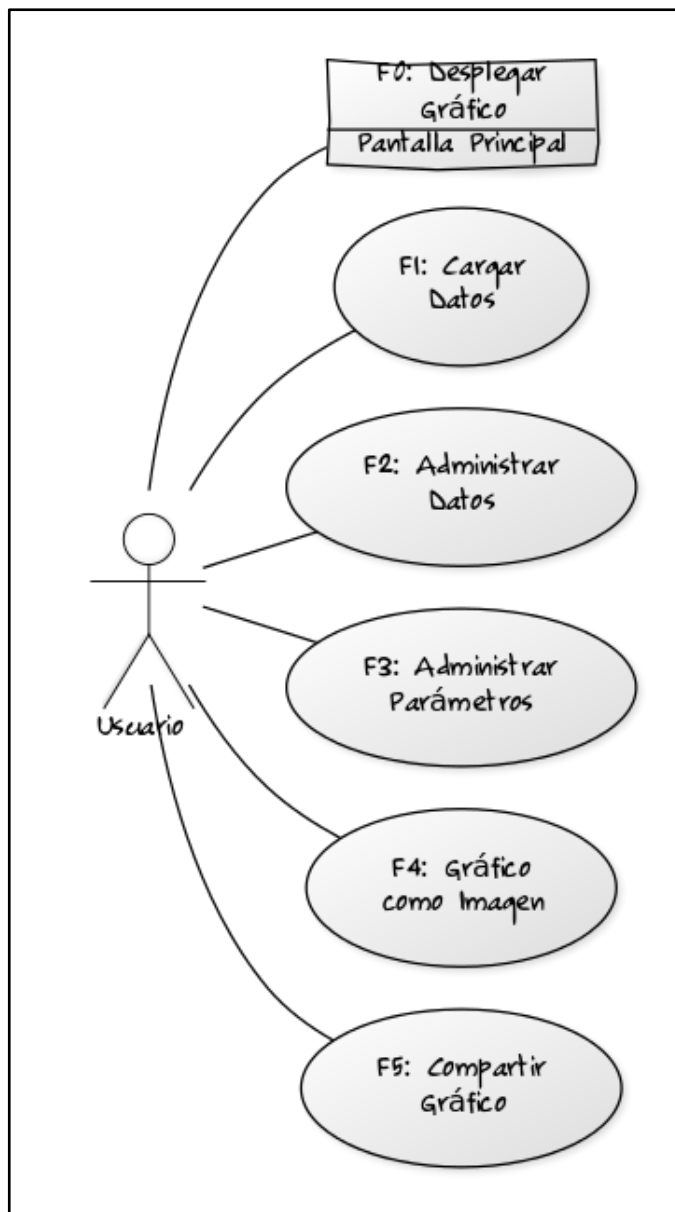 F0: Desplegar
Gráfico
Pantalla Principal
F1: Cargar
Datos
F2: Administrar
Datos
F3: Administrar
Parámetros
Usuario
F4: Gráfico
como Imagen
F5: Compartir
Gráfico